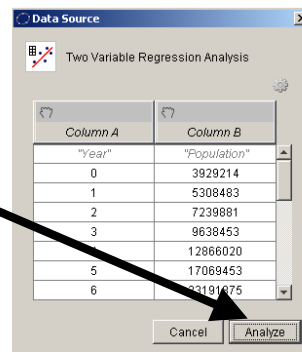 Data Source
Two Variable Regression Analysis
Column A Column B
"Year" "Population"
0 3929214
1 5308483
2 7239881
3 9638453
12866020
5 17069453
6
Cancel Analyze